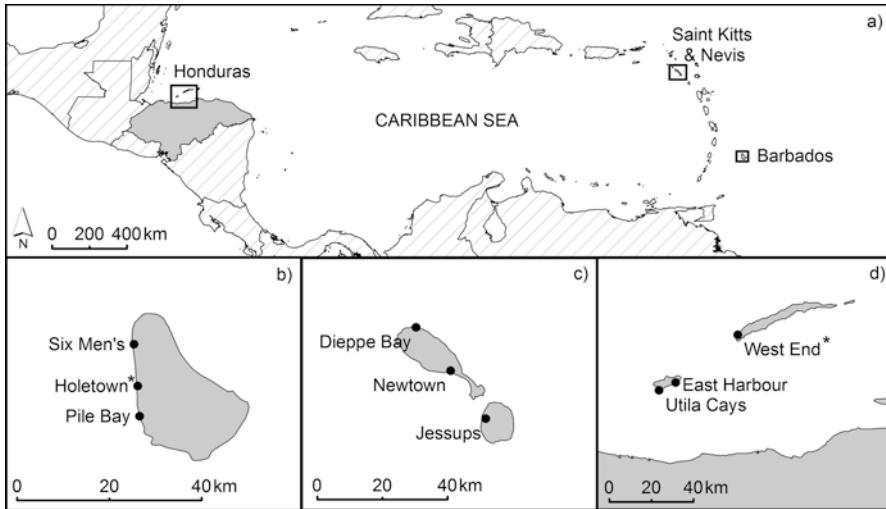 a)
Saint Kitts
& Nevis
Honduras
CARIBBEAN SEA
Barbados
N
0 200 400 km
b)
Six Men's
Holetown*
Pile Bay
0 20 40 km
c)
Dieppe Bay
Newtown
Jessups
0 20 40 km
d)
West End*
East Harbour
Utila Cays
0 20 40 km